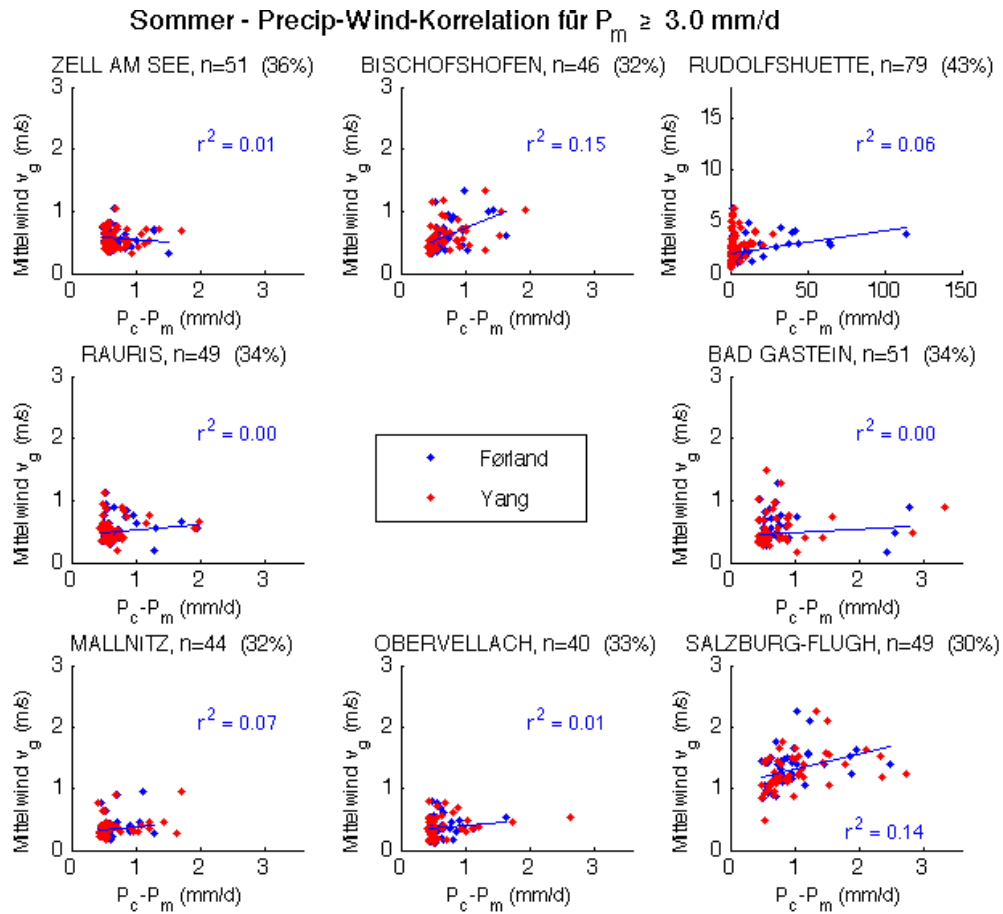 Sommer - Precip-Wind-Korrelation für P_m ≥ 3.0 mm/d
ZELL AM SEE, n=51 (36%)
3
2
1
0
Mittelwind v_g (m/s)
r^2 = 0.01
0 1 2 3
P_c-P_m (mm/d)
BISCHOFSHOFEN, n=46 (32%)
3
2
1
0
Mittelwind v_g (m/s)
r^2 = 0.15
0 1 2 3
P_c-P_m (mm/d)
RUDOLFSHUETTE, n=79 (43%)
15
10
5
0
Mittelwind v_g (m/s)
r^2 = 0.06
0 50 100 150
P_c-P_m (mm/d)
RAURIS, n=49 (34%)
3
2
1
0
Mittelwind v_g (m/s)
r^2 = 0.00
0 1 2 3
P_c-P_m (mm/d)
Førland
Yang
BAD GASTEIN, n=51 (34%)
3
2
1
0
Mittelwind v_g (m/s)
r^2 = 0.00
0 1 2 3
P_c-P_m (mm/d)
MALLNITZ, n=44 (32%)
3
2
1
0
Mittelwind v_g (m/s)
r^2 = 0.07
0 1 2 3
P_c-P_m (mm/d)
OBERVELLACH, n=40 (33%)
3
2
1
0
Mittelwind v_g (m/s)
r^2 = 0.01
0 1 2 3
P_c-P_m (mm/d)
SALZBURG-FLUGH, n=49 (30%)
3
2
1
0
Mittelwind v_g (m/s)
r^2 = 0.14
0 1 2 3
P_c-P_m (mm/d)